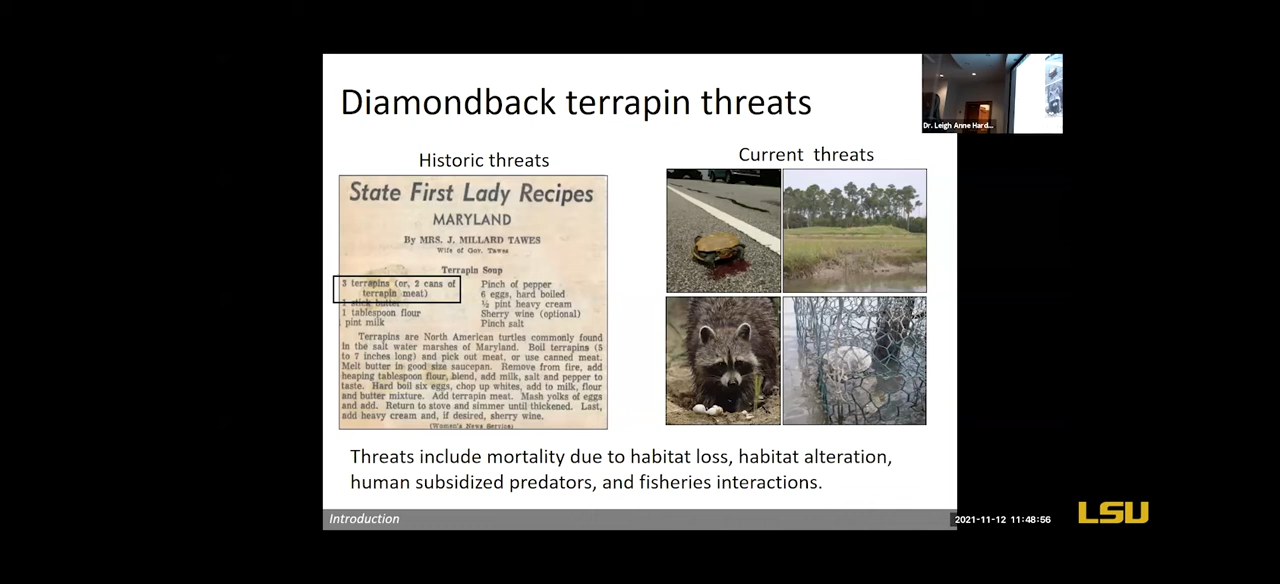 Diamondback terrapin threats
Dr. Leigh Anne Hard...
Historic threats
Current threats
State First Lady Recipes
MARYLAND
By MRS. J. MILLARD TAWES
Wife of Gov. Tawes
Terrapin Soup
3 terrapins (or, 2 cans of
terrapin meat)
1 stick butter
1 tablespoon flour
pint milk
Pinch of pepper
6 eggs, hard boiled
½ pint heavy cream
Sherry wine (optional)
Pinch salt
Terrapins are North American turtles commonly found
in the salt water marshes of Maryland. Boil terrapins (5
to 7 inches long) and pick out meat, or use canned meat.
Melt butter in good size saucepan. Remove from fire, add
heaping tablespoon flour, blend, add milk, salt and pepper to
taste. Hard boil six eggs, chop up whites, add to milk, flour
and butter mixture. Add terrapin meat. Mash yolks of eggs
and add. Return to stove and simmer until thickened. Last,
add heavy cream and, if desired, sherry wine.
(Women's News Service)
Threats include mortality due to habitat loss, habitat alteration,
human subsidized predators, and fisheries interactions.
Introduction
2021-11-12 11:48:56
LSU